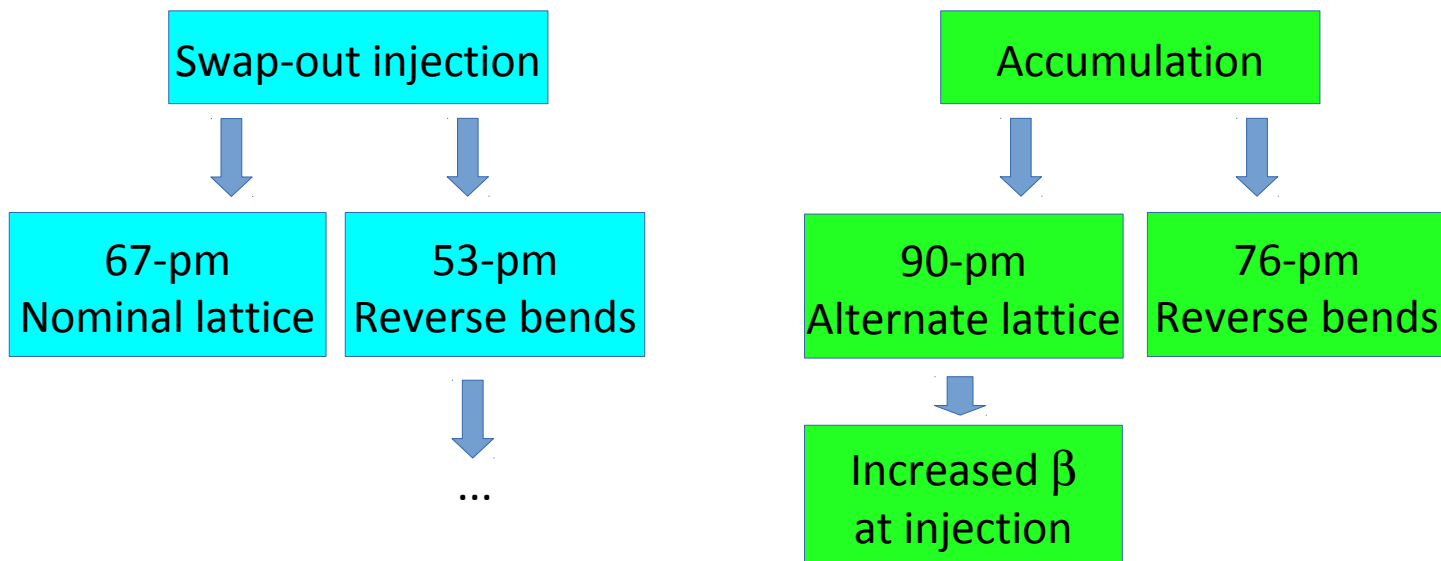 Swap-out injection
Accumulation
67-pm
Nominal lattice
53-pm
Reverse bends
90-pm
Alternate lattice
76-pm
Reverse bends
...
Increased β
at injection